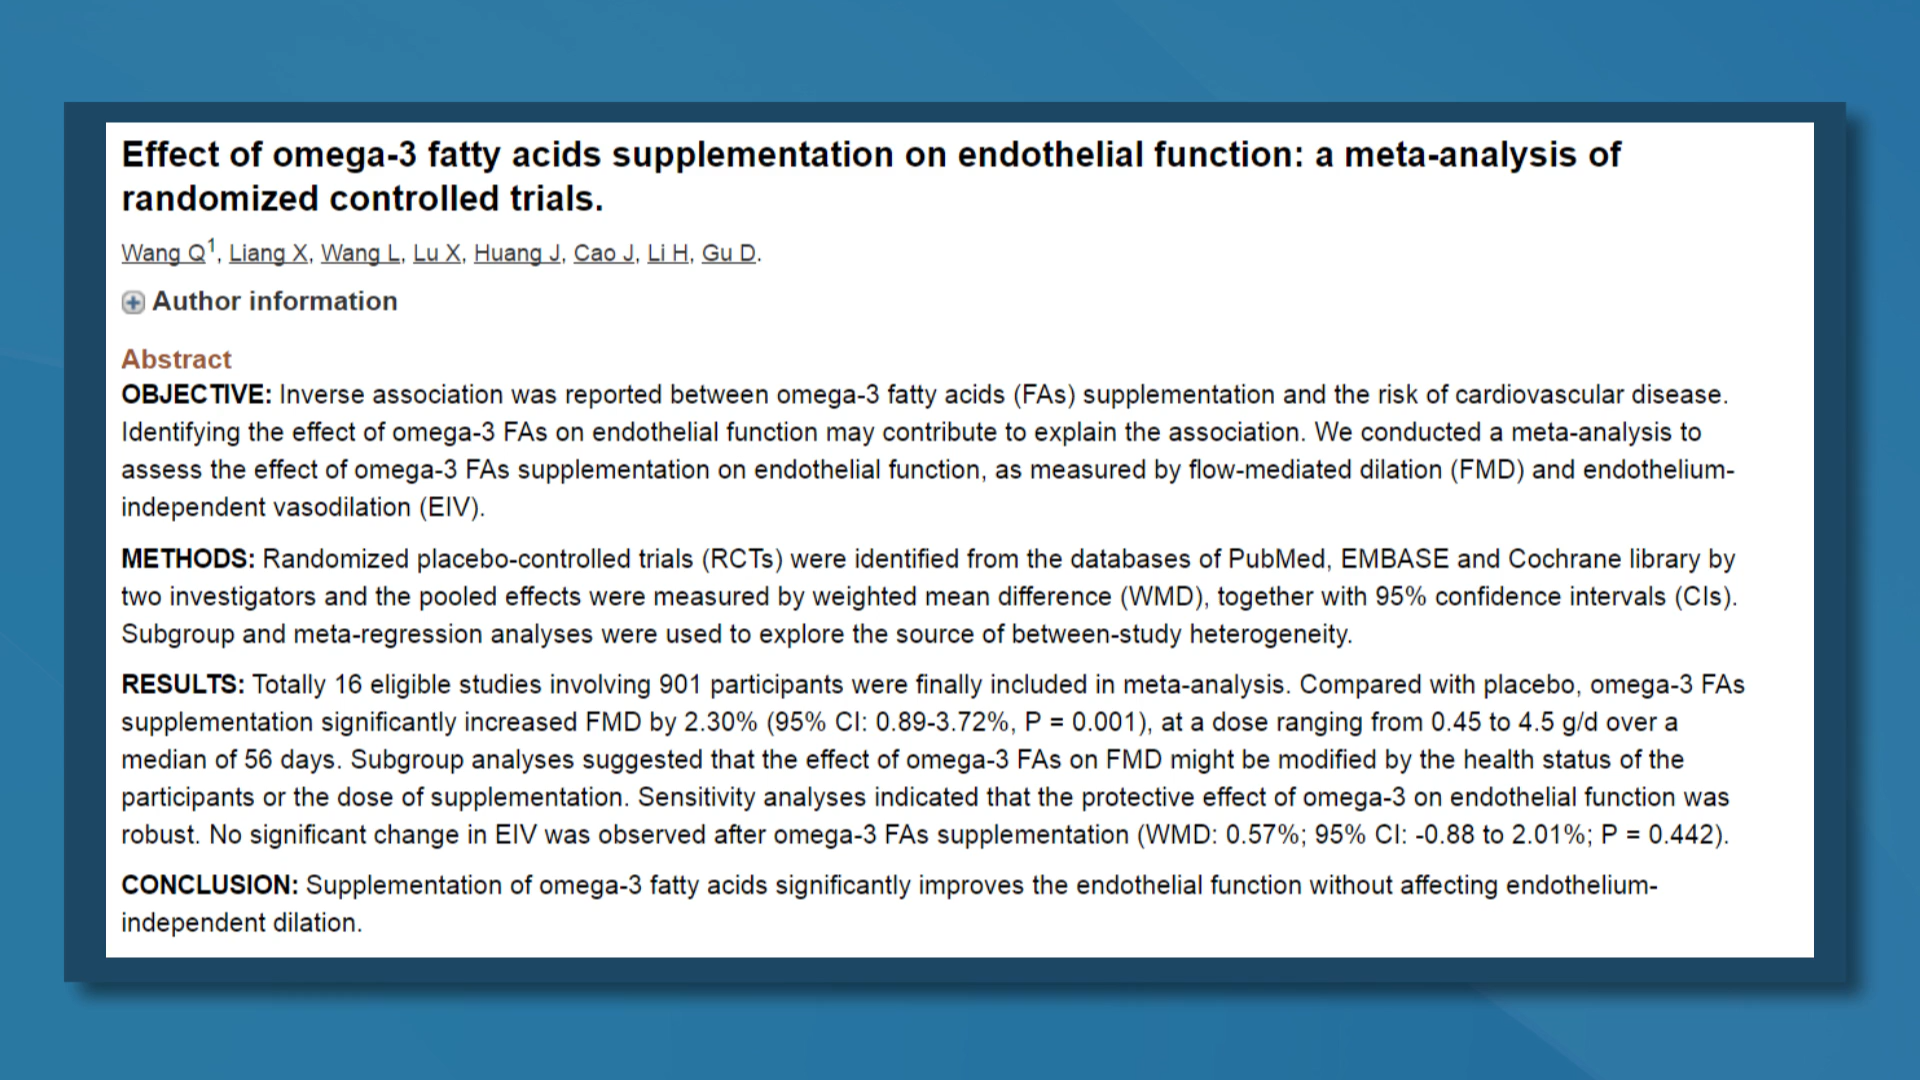 Effect of omega-3 fatty acids supplementation on endothelial function: a meta-analysis of
randomized controlled trials.
Wang Q1, Liang X, Wang L, Lu X, Huang J, Cao J, Li H, Gu D.
Author information
Abstract
OBJECTIVE: Inverse association was reported between omega-3 fatty acids (FAs) supplementation and the risk of cardiovascular disease.
Identifying the effect of omega-3 FAs on endothelial function may contribute to explain the association. We conducted a meta-analysis to
assess the effect of omega-3 FAs supplementation on endothelial function, as measured by flow-mediated dilation (FMD) and endothelium-
independent vasodilation (EIV).
METHODS: Randomized placebo-controlled trials (RCTs) were identified from the databases of PubMed, EMBASE and Cochrane library by
two investigators and the pooled effects were measured by weighted mean difference (WMD), together with 95% confidence intervals (CIs).
Subgroup and meta-regression analyses were used to explore the source of between-study heterogeneity.
RESULTS: Totally 16 eligible studies involving 901 participants were finally included in meta-analysis. Compared with placebo, omega-3 FAs
supplementation significantly increased FMD by 2.30% (95% CI: 0.89-3.72%, P = 0.001), at a dose ranging from 0.45 to 4.5 g/d over a
median of 56 days. Subgroup analyses suggested that the effect of omega-3 FAs on FMD might be modified by the health status of the
participants or the dose of supplementation. Sensitivity analyses indicated that the protective effect of omega-3 on endothelial function was
robust. No significant change in EIV was observed after omega-3 FAs supplementation (WMD: 0.57%; 95% CI: -0.88 to 2.01%; P = 0.442).
CONCLUSION: Supplementation of omega-3 fatty acids significantly improves the endothelial function without affecting endothelium-
independent dilation.